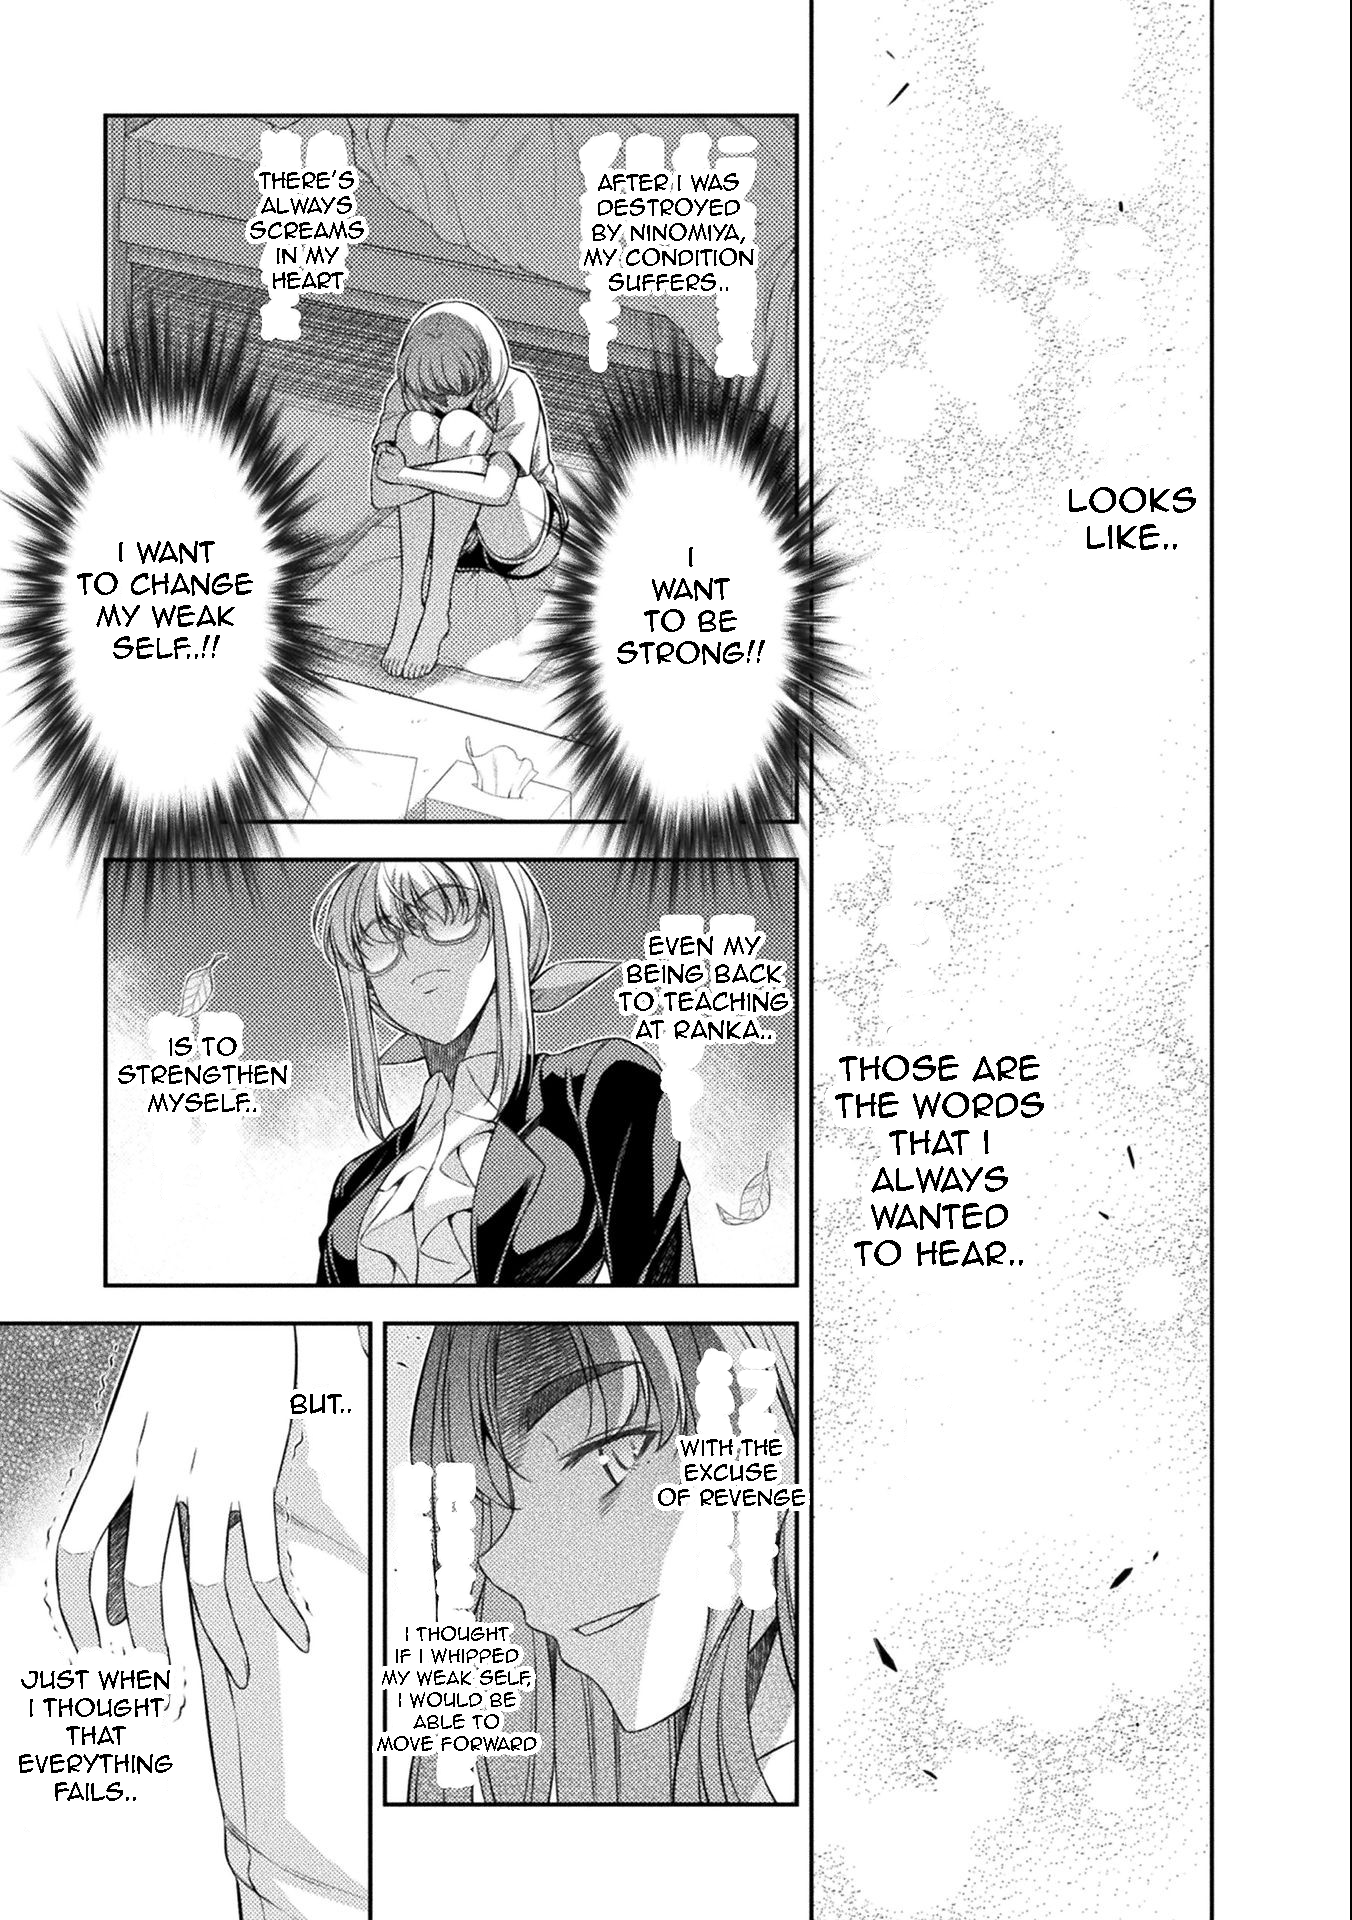 LOOKS
LIKE..
THOSE ARE
THE WORDS
THAT I
ALWAYS
WANTED
TO HEAR..
AFTER I WAS
DESTROYED
BY NINOMIYA,
MY CONDITION
SUFFERS..
THERE'S
ALWAYS
SCREAMS
IN MY
HEART
I
WANT
TO BE
STRONG!!
I WANT
TO CHANGE
MY WEAK
SELF..!!
EVEN MY
BEING BACK
TO TEACHING
AT RANKA..
IS TO
STRENGTHEN
MYSELF..
WITH THE
EXCUSE
OF REVENGE
I THOUGHT
IF I WHIPPED
MY WEAK SELF,
I WOULD BE
ABLE TO
MOVE FORWARD
BUT..
JUST WHEN
I THOUGHT
THAT
EVERYTHING
FAILS..